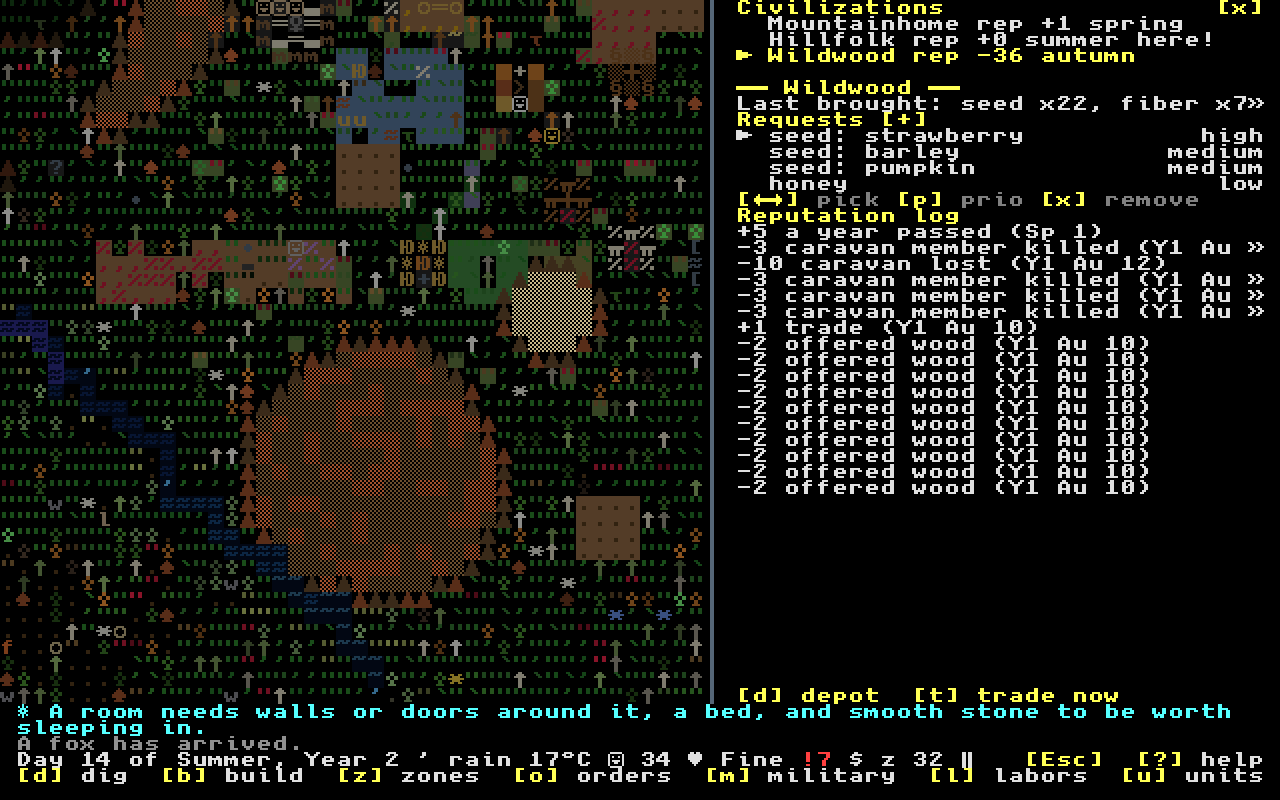 Civilizations [x]
Mountainhome rep +1 spring
Hillfolk rep +0 summer here!
► Wildwood rep -36 autumn
── Wildwood ──
Last brought: seed x22, fiber x7»
Requests [+]
► seed: strawberry high
seed: barley medium
seed: pumpkin medium
honey low
[↔] pick [p] prio [x] remove
Reputation log
+5 a year passed (Sp 1)
-3 caravan member killed (Y1 Au »
-10 caravan lost (Y1 Au 12)
-3 caravan member killed (Y1 Au »
-3 caravan member killed (Y1 Au »
-3 caravan member killed (Y1 Au »
+1 trade (Y1 Au 10)
-2 offered wood (Y1 Au 10)
-2 offered wood (Y1 Au 10)
-2 offered wood (Y1 Au 10)
-2 offered wood (Y1 Au 10)
-2 offered wood (Y1 Au 10)
-2 offered wood (Y1 Au 10)
-2 offered wood (Y1 Au 10)
-2 offered wood (Y1 Au 10)
-2 offered wood (Y1 Au 10)
-2 offered wood (Y1 Au 10)
[d] depot [t] trade now
* A room needs walls or doors around it, a bed, and smooth stone to be worth
sleeping in.
A fox has arrived.
Day 14 of Summer, Year 2 ' rain 17°C ☺ 34 ♥ Fine !7 $ z 32 ‖ [Esc] [?] help
[d] dig [b] build [z] zones [o] orders [m] military [l] labors [u] units